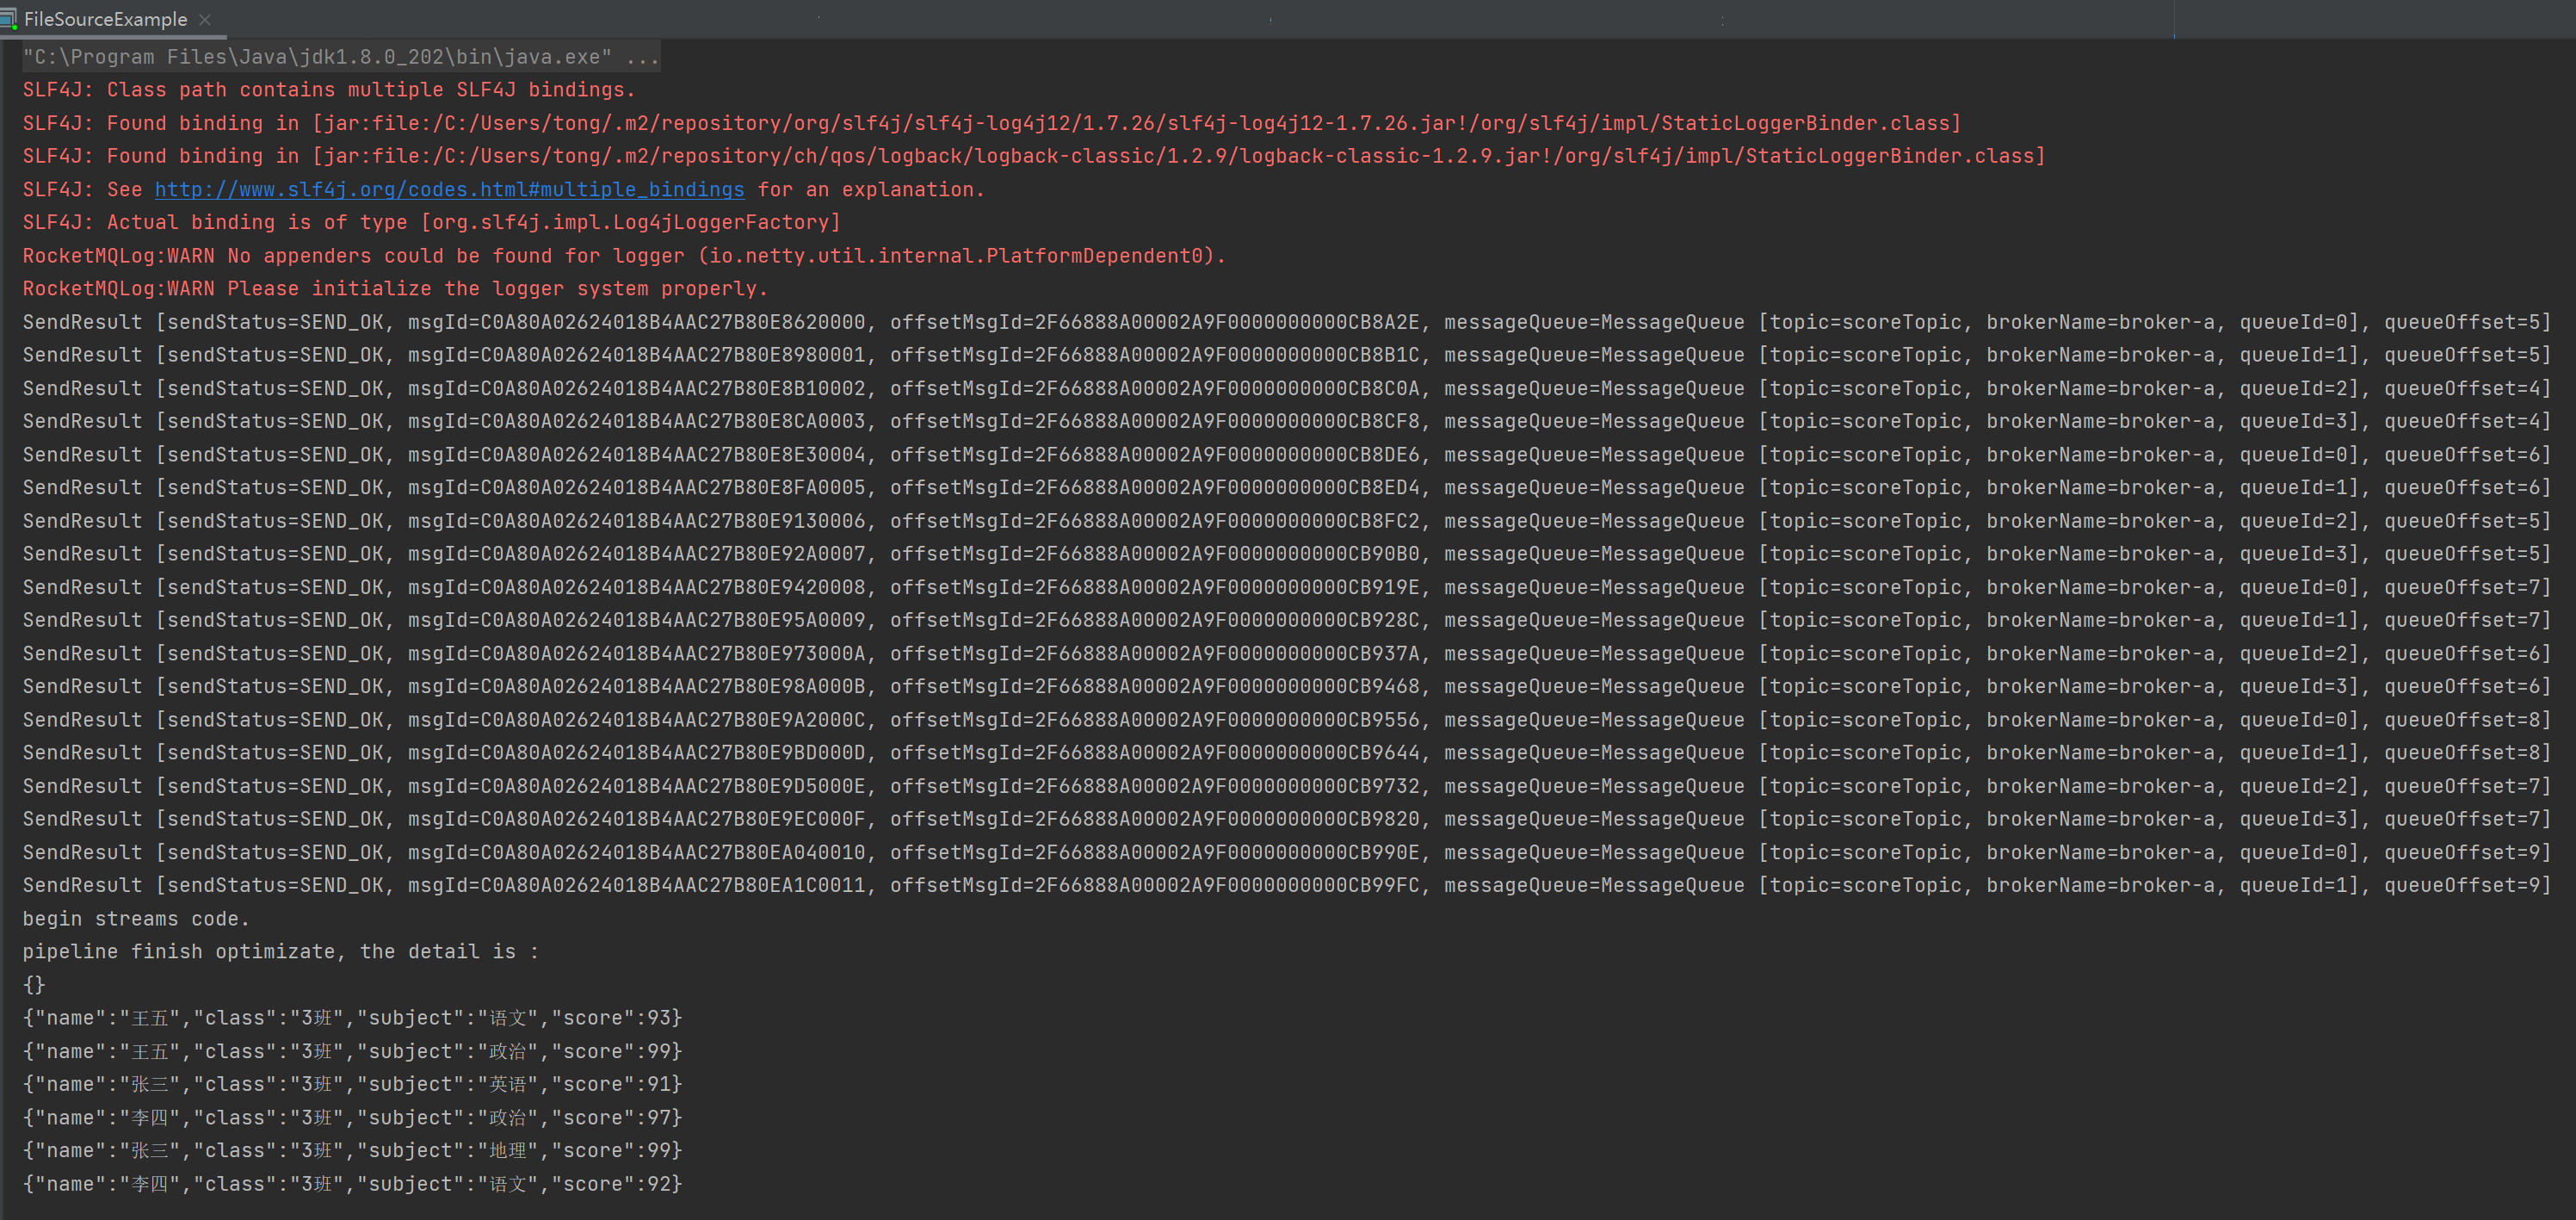 FileSourceExample
"C:\Program Files\Java\jdk1.8.0_202\bin\java.exe" ...
SLF4J: Class path contains multiple SLF4J bindings.
SLF4J: Found binding in [jar:file:/C:/Users/tong/.m2/repository/org/slf4j/slf4j-log4j12/1.7.26/slf4j-log4j12-1.7.26.jar!/org/slf4j/impl/StaticLoggerBinder.class]
SLF4J: Found binding in [jar:file:/C:/Users/tong/.m2/repository/ch/qos/logback/logback-classic/1.2.9/logback-classic-1.2.9.jar!/org/slf4j/impl/StaticLoggerBinder.class]
SLF4J: See http://www.slf4j.org/codes.html#multiple_bindings for an explanation.
SLF4J: Actual binding is of type [org.slf4j.impl.Log4jLoggerFactory]
RocketMQLog:WARN No appenders could be found for logger (io.netty.util.internal.PlatformDependent0).
RocketMQLog:WARN Please initialize the logger system properly.
SendResult [sendStatus=SEND_OK, msgId=C0A80A02624018B4AAC27B80E8620000, offsetMsgId=2F66888A00002A9F0000000000CB8A2E, messageQueue=MessageQueue [topic=scoreTopic, brokerName=broker-a, queueId=0], queueOffset=5]
SendResult [sendStatus=SEND_OK, msgId=C0A80A02624018B4AAC27B80E8980001, offsetMsgId=2F66888A00002A9F0000000000CB8B1C, messageQueue=MessageQueue [topic=scoreTopic, brokerName=broker-a, queueId=1], queueOffset=5]
SendResult [sendStatus=SEND_OK, msgId=C0A80A02624018B4AAC27B80E8B10002, offsetMsgId=2F66888A00002A9F0000000000CB8C0A, messageQueue=MessageQueue [topic=scoreTopic, brokerName=broker-a, queueId=2], queueOffset=4]
SendResult [sendStatus=SEND_OK, msgId=C0A80A02624018B4AAC27B80E8CA0003, offsetMsgId=2F66888A00002A9F0000000000CB8CF8, messageQueue=MessageQueue [topic=scoreTopic, brokerName=broker-a, queueId=3], queueOffset=4]
SendResult [sendStatus=SEND_OK, msgId=C0A80A02624018B4AAC27B80E8E30004, offsetMsgId=2F66888A00002A9F0000000000CB8DE6, messageQueue=MessageQueue [topic=scoreTopic, brokerName=broker-a, queueId=0], queueOffset=6]
SendResult [sendStatus=SEND_OK, msgId=C0A80A02624018B4AAC27B80E8FA0005, offsetMsgId=2F66888A00002A9F0000000000CB8ED4, messageQueue=MessageQueue [topic=scoreTopic, brokerName=broker-a, queueId=1], queueOffset=6]
SendResult [sendStatus=SEND_OK, msgId=C0A80A02624018B4AAC27B80E9130006, offsetMsgId=2F66888A00002A9F0000000000CB8FC2, messageQueue=MessageQueue [topic=scoreTopic, brokerName=broker-a, queueId=2], queueOffset=5]
SendResult [sendStatus=SEND_OK, msgId=C0A80A02624018B4AAC27B80E92A0007, offsetMsgId=2F66888A00002A9F0000000000CB90B0, messageQueue=MessageQueue [topic=scoreTopic, brokerName=broker-a, queueId=3], queueOffset=5]
SendResult [sendStatus=SEND_OK, msgId=C0A80A02624018B4AAC27B80E9420008, offsetMsgId=2F66888A00002A9F0000000000CB919E, messageQueue=MessageQueue [topic=scoreTopic, brokerName=broker-a, queueId=0], queueOffset=7]
SendResult [sendStatus=SEND_OK, msgId=C0A80A02624018B4AAC27B80E95A0009, offsetMsgId=2F66888A00002A9F0000000000CB928C, messageQueue=MessageQueue [topic=scoreTopic, brokerName=broker-a, queueId=1], queueOffset=7]
SendResult [sendStatus=SEND_OK, msgId=C0A80A02624018B4AAC27B80E973000A, offsetMsgId=2F66888A00002A9F0000000000CB937A, messageQueue=MessageQueue [topic=scoreTopic, brokerName=broker-a, queueId=2], queueOffset=6]
SendResult [sendStatus=SEND_OK, msgId=C0A80A02624018B4AAC27B80E98A000B, offsetMsgId=2F66888A00002A9F0000000000CB9468, messageQueue=MessageQueue [topic=scoreTopic, brokerName=broker-a, queueId=3], queueOffset=6]
SendResult [sendStatus=SEND_OK, msgId=C0A80A02624018B4AAC27B80E9A2000C, offsetMsgId=2F66888A00002A9F0000000000CB9556, messageQueue=MessageQueue [topic=scoreTopic, brokerName=broker-a, queueId=0], queueOffset=8]
SendResult [sendStatus=SEND_OK, msgId=C0A80A02624018B4AAC27B80E9BD000D, offsetMsgId=2F66888A00002A9F0000000000CB9644, messageQueue=MessageQueue [topic=scoreTopic, brokerName=broker-a, queueId=1], queueOffset=8]
SendResult [sendStatus=SEND_OK, msgId=C0A80A02624018B4AAC27B80E9D5000E, offsetMsgId=2F66888A00002A9F0000000000CB9732, messageQueue=MessageQueue [topic=scoreTopic, brokerName=broker-a, queueId=2], queueOffset=7]
SendResult [sendStatus=SEND_OK, msgId=C0A80A02624018B4AAC27B80E9EC000F, offsetMsgId=2F66888A00002A9F0000000000CB9820, messageQueue=MessageQueue [topic=scoreTopic, brokerName=broker-a, queueId=3], queueOffset=7]
SendResult [sendStatus=SEND_OK, msgId=C0A80A02624018B4AAC27B80EA040010, offsetMsgId=2F66888A00002A9F0000000000CB990E, messageQueue=MessageQueue [topic=scoreTopic, brokerName=broker-a, queueId=0], queueOffset=9]
SendResult [sendStatus=SEND_OK, msgId=C0A80A02624018B4AAC27B80EA1C0011, offsetMsgId=2F66888A00002A9F0000000000CB99FC, messageQueue=MessageQueue [topic=scoreTopic, brokerName=broker-a, queueId=1], queueOffset=9]
begin streams code.
pipeline finish optimizate, the detail is :
{}
{"name":"王五","class":"3班","subject":"语文","score":93}
{"name":"王五","class":"3班","subject":"政治","score":99}
{"name":"张三","class":"3班","subject":"英语","score":91}
{"name":"李四","class":"3班","subject":"政治","score":97}
{"name":"张三","class":"3班","subject":"地理","score":99}
{"name":"李四","class":"3班","subject":"语文","score":92}